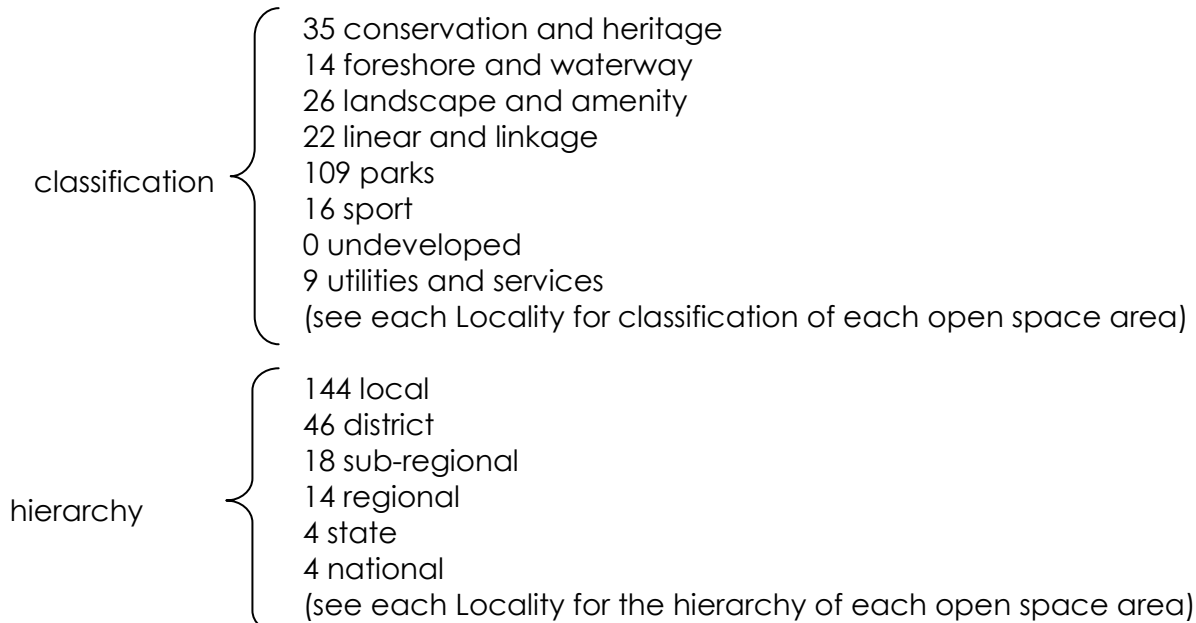 classification
35 conservation and heritage
14 foreshore and waterway
26 landscape and amenity
22 linear and linkage
109 parks
16 sport
0 undeveloped
9 utilities and services
(see each Locality for classification of each open space area)
hierarchy
144 local
46 district
18 sub-regional
14 regional
4 state
4 national
(see each Locality for the hierarchy of each open space area)